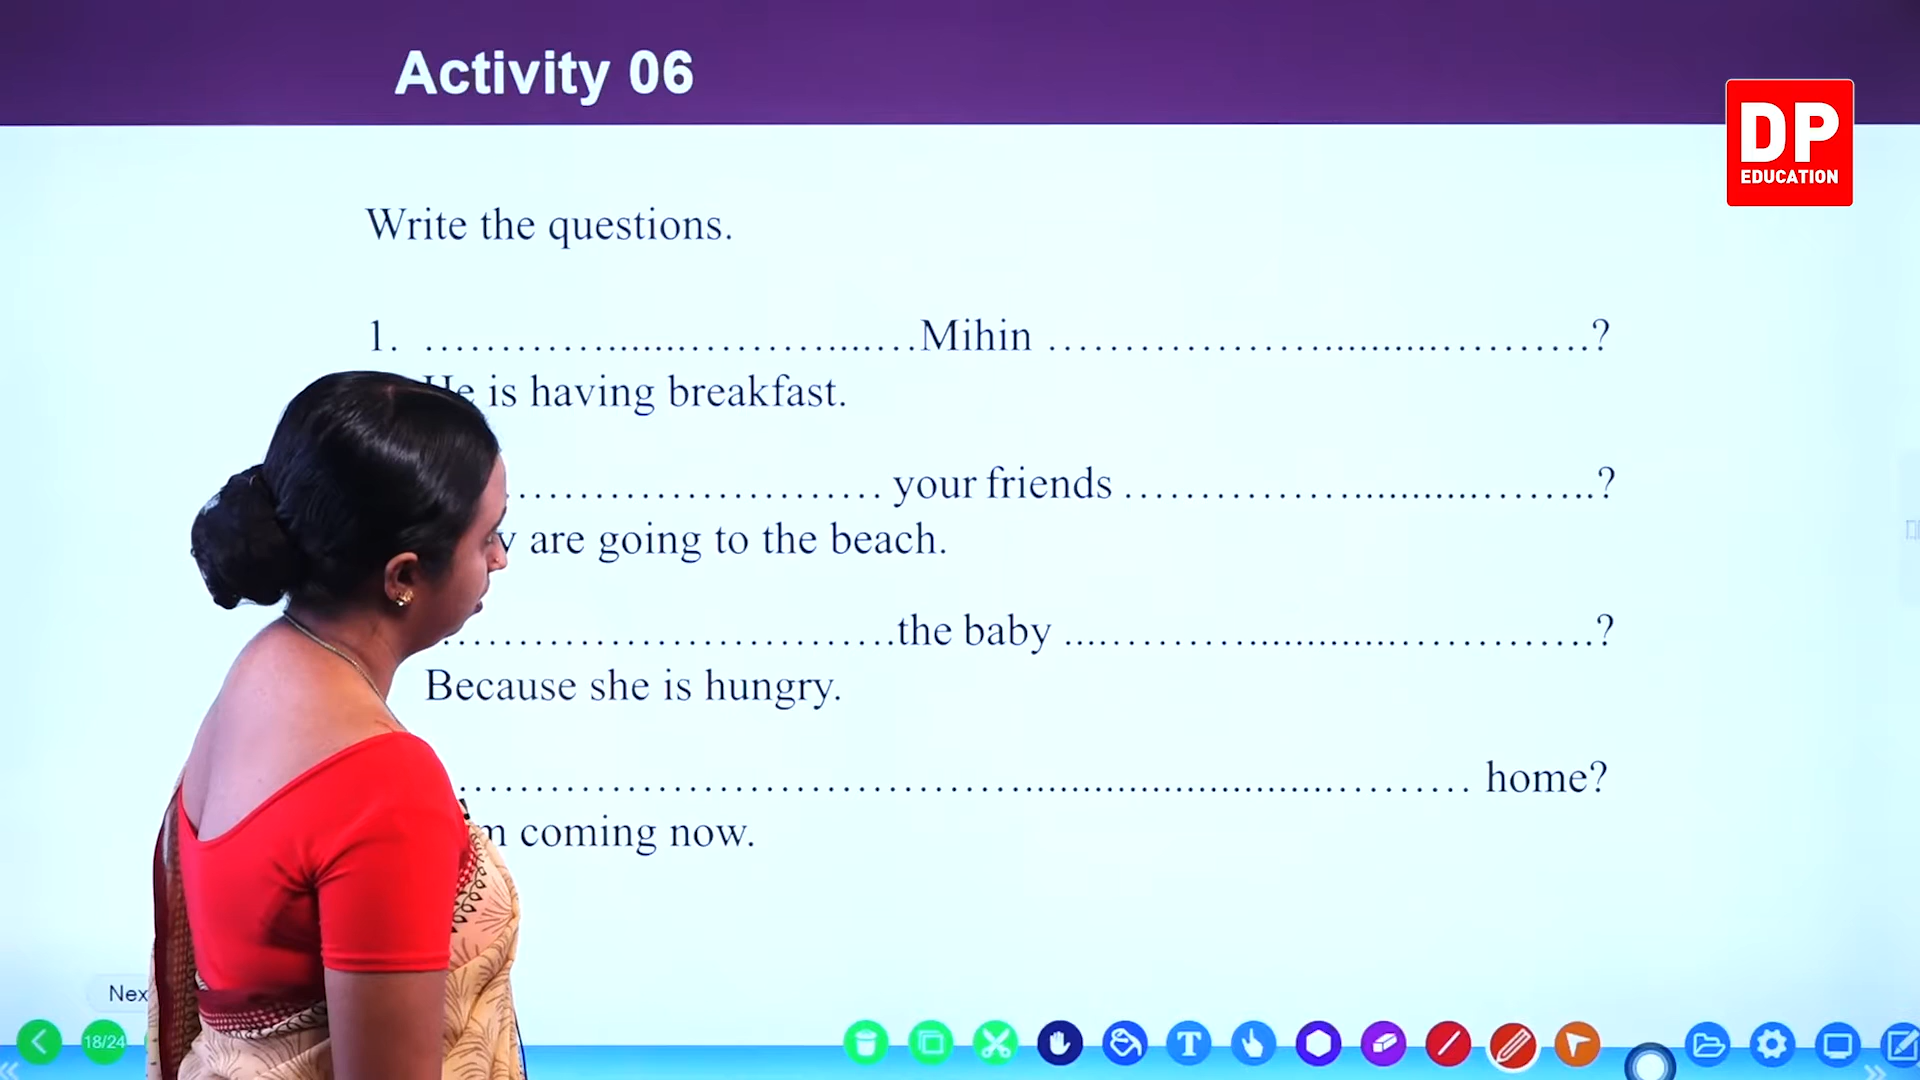 Activity 06
DP
EDUCATION
Write the questions.
1. ........................................Mihin ........................................?
He is having breakfast.
........................ your friends ........................................?
are going to the beach.
................................the baby ........................................?
Because she is hungry.
................................................................................ home?
coming now.
18/24